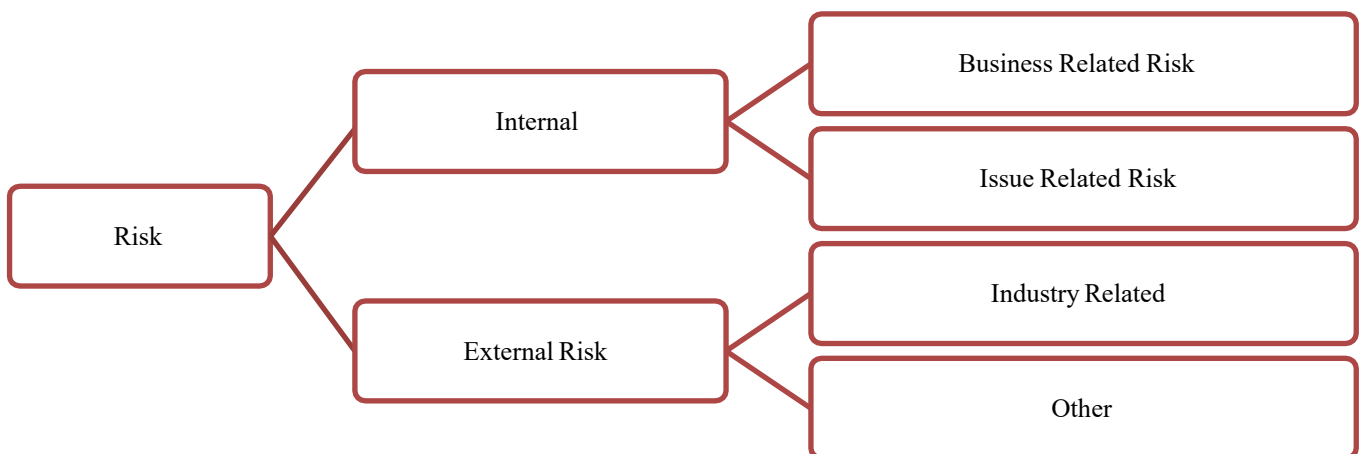 Business Related Risk
Internal
Issue Related Risk
Risk
Industry Related
External Risk
Other